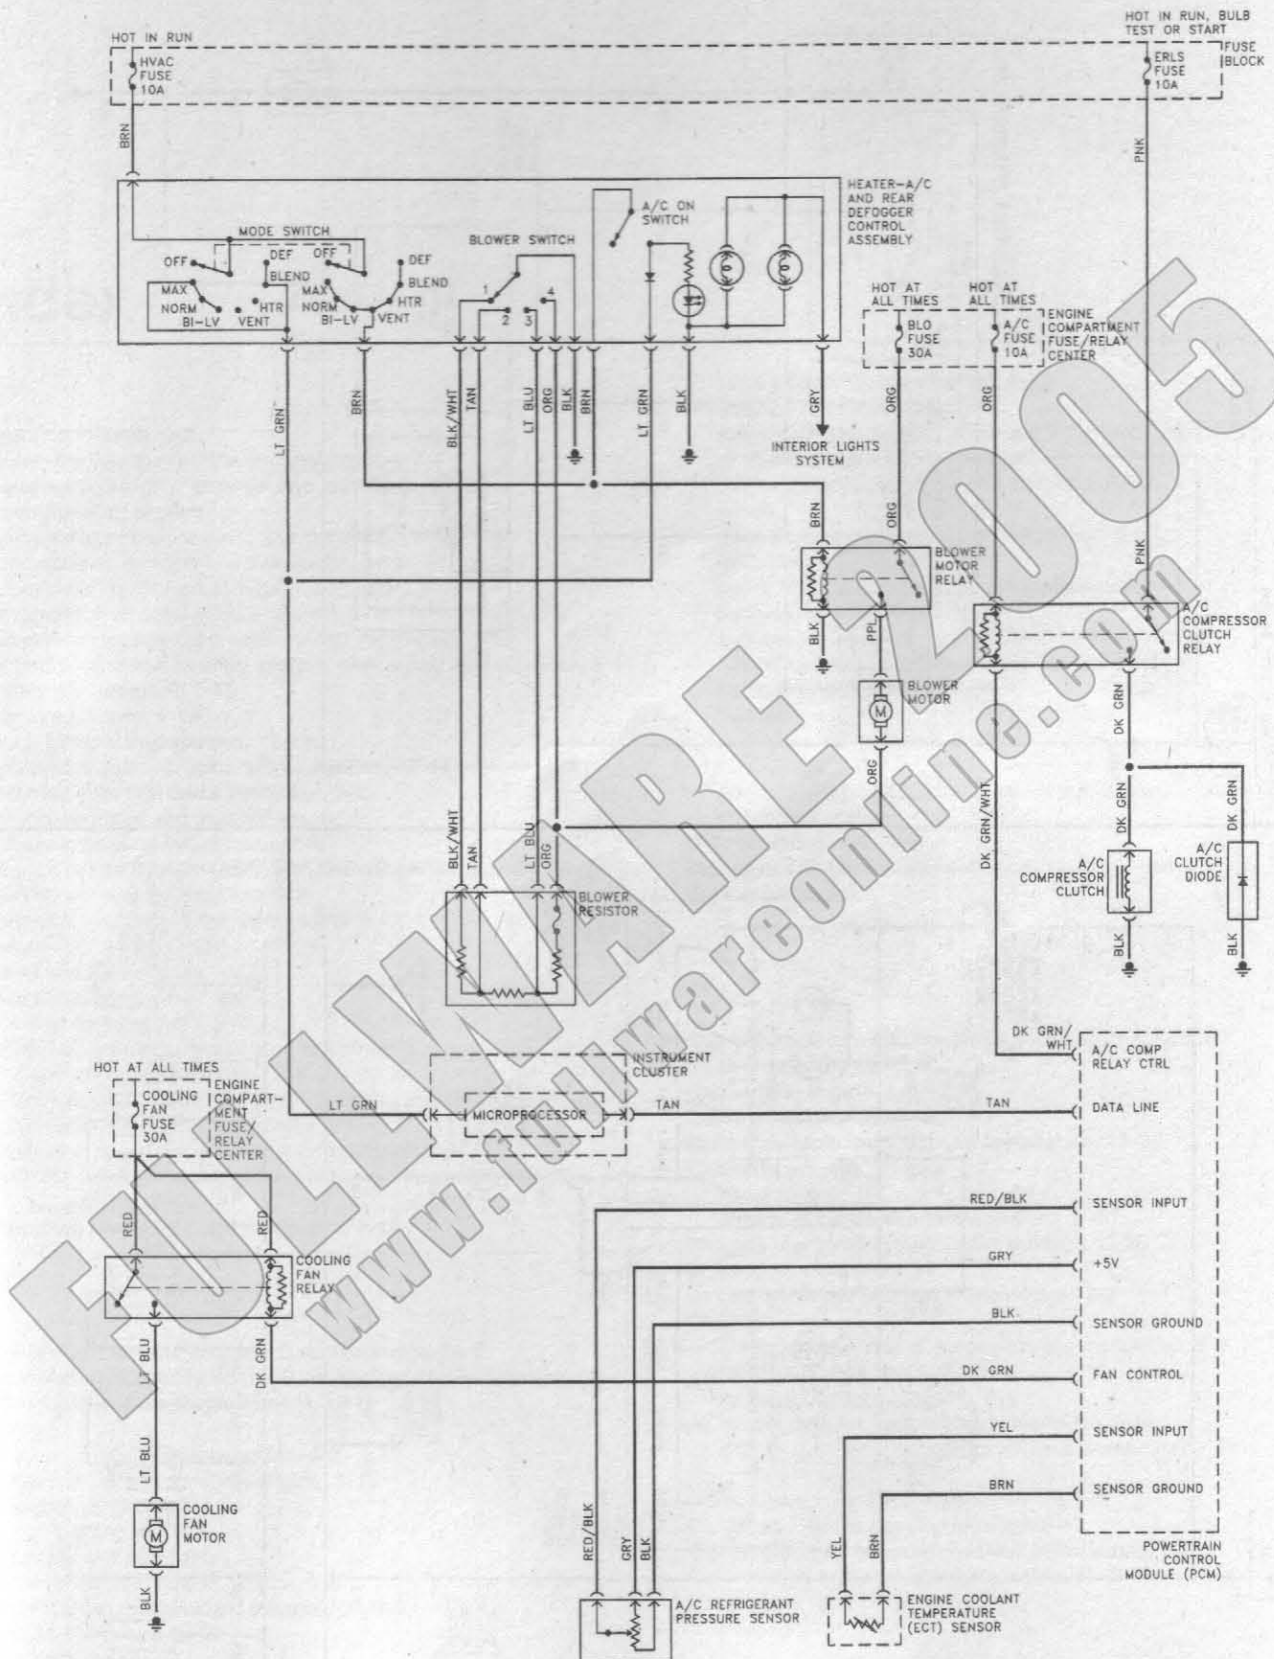 HOT IN RUN
HOT IN RUN, BULB
TEST OR START
HVAC
FUSE
10A
ERLS
FUSE
10A
FUSE
BLOCK
BRN
PNK
MODE SWITCH
OFF
DEF
BLEND
MAX
NORM
BI-LV
VENT
HTR
OFF
DEF
BLEND
MAX
NORM
BI-LV
VENT
HTR
BLOWER SWITCH
1
2
3
4
A/C ON
SWITCH
HEATER-A/C
AND REAR
DEFOGGER
CONTROL
ASSEMBLY
HOT AT
ALL TIMES
HOT AT
ALL TIMES
BLO
FUSE
30A
A/C
FUSE
10A
ENGINE
COMPARTMENT
FUSE/RELAY
CENTER
LT GRN
BRN
BLK/WHT
TAN
LT BLU
ORG
BLK
BRN
LT GRN
BLK
GRY
ORG
ORG
INTERIOR LIGHTS
SYSTEM
BRN
ORG
PNK
BLOWER
MOTOR
RELAY
A/C
COMPRESSOR
CLUTCH
RELAY
BLK
PPL
BLOWER
MOTOR
M
DK GRN
ORG
DK GRN/WHT
DK GRN
DK GRN
BLK/WHT
TAN
LT BLU
ORG
A/C
COMPRESSOR
CLUTCH
A/C
CLUTCH
DIODE
BLOWER
RESISTOR
BLK
BLK
DK GRN/
WHT
A/C COMP
RELAY CTRL
HOT AT ALL TIMES
COOLING
FAN
FUSE
30A
ENGINE
COMPART-
MENT
FUSE/
RELAY
CENTER
INSTRUMENT
CLUSTER
LT GRN
MICROPROCESSOR
TAN
TAN
DATA LINE
RED
RED
RED/BLK
SENSOR INPUT
COOLING
FAN
RELAY
GRY
+5V
BLK
SENSOR GROUND
LT BLU
DK GRN
DK GRN
FAN CONTROL
YEL
SENSOR INPUT
LT BLU
BRN
SENSOR GROUND
COOLING
FAN
MOTOR
M
BLK
RED/BLK
GRY
BLK
YEL
BRN
POWERTRAIN
CONTROL
MODULE (PCM)
A/C REFRIGERANT
PRESSURE SENSOR
ENGINE COOLANT
TEMPERATURE
(ECT) SENSOR
FULLWARE 2005
www.fullwareonline.com